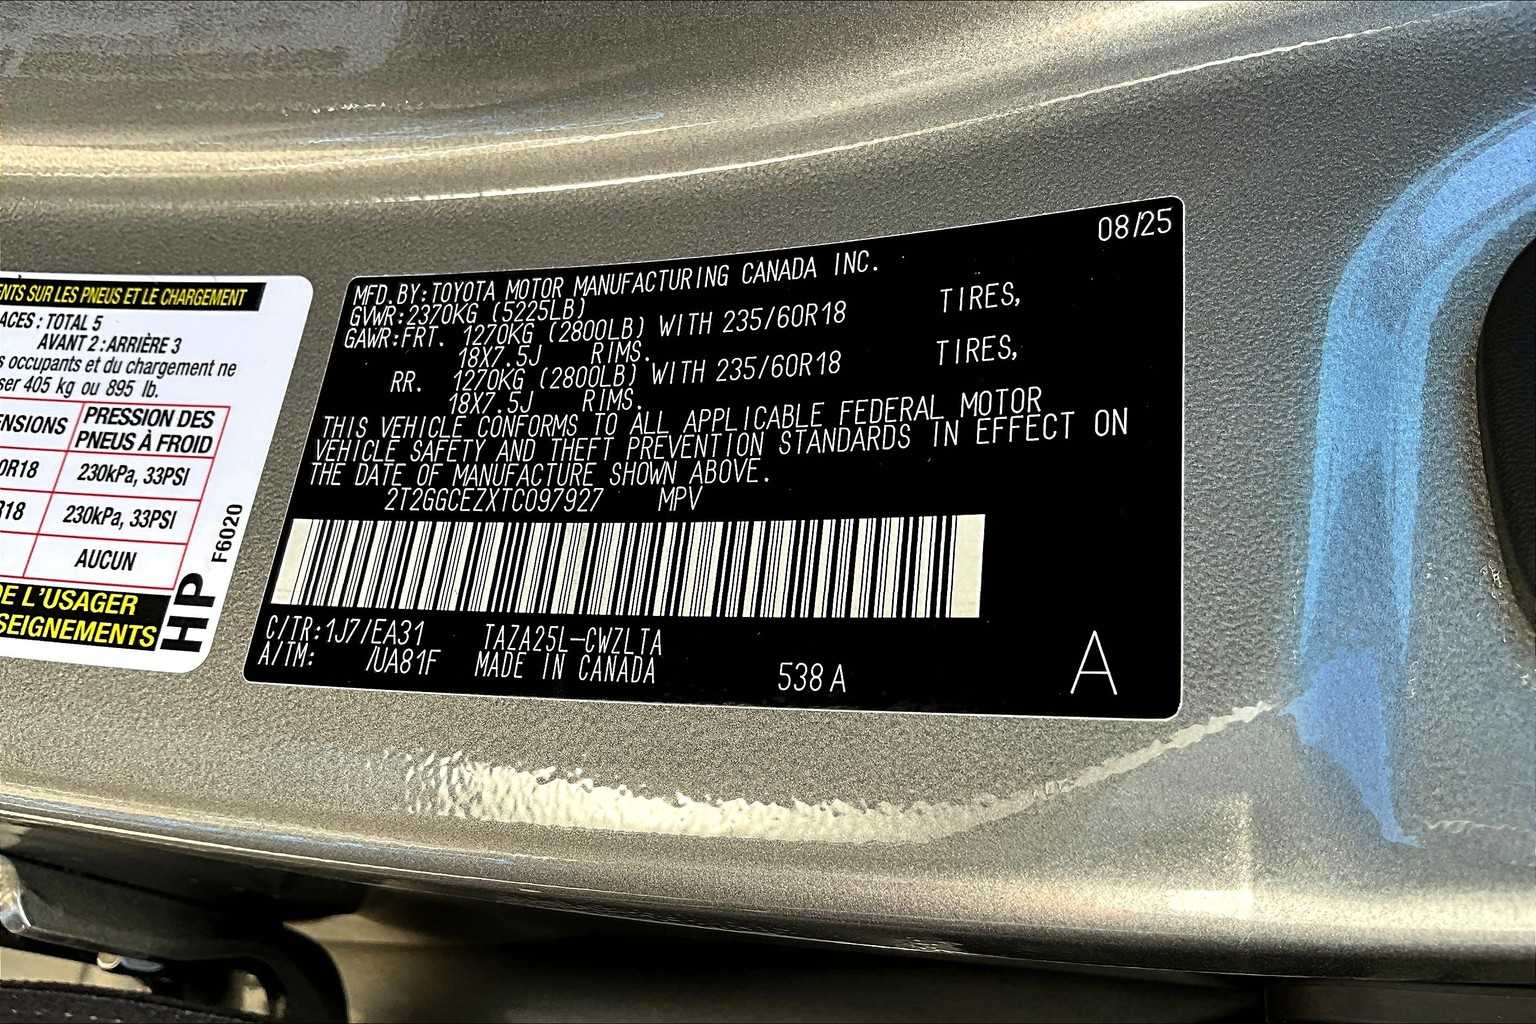 ENTS SUR LES PNEUS ET LE CHARGEMENT
ACES : TOTAL 5
AVANT 2 : ARRIÈRE 3
s occupants et du chargement ne
ser 405 kg ou 895 lb.
ENSIONS PRESSION DES PNEUS À FROID
0R18 230kPa, 33PSI
R18 230kPa, 33PSI
AUCUN
DE L'USAGER
SEIGNEMENTS
HP
F6020
08/25
MFD.BY:TOYOTA MOTOR MANUFACTURING CANADA INC.
GVWR:2370KG (5225LB)
GAWR:FRT. 1270KG (2800LB) WITH 235/60R18 TIRES,
18X7.5J RIMS.
RR. 1270KG (2800LB) WITH 235/60R18 TIRES,
18X7.5J RIMS.
THIS VEHICLE CONFORMS TO ALL APPLICABLE FEDERAL MOTOR
VEHICLE SAFETY AND THEFT PREVENTION STANDARDS IN EFFECT ON
THE DATE OF MANUFACTURE SHOWN ABOVE.
2T2GGCEZXTC097927 MPV
C/TR:1J7/EA31 TAZA25L-CWZLTA
A/TM: /UA81F MADE IN CANADA 538A A